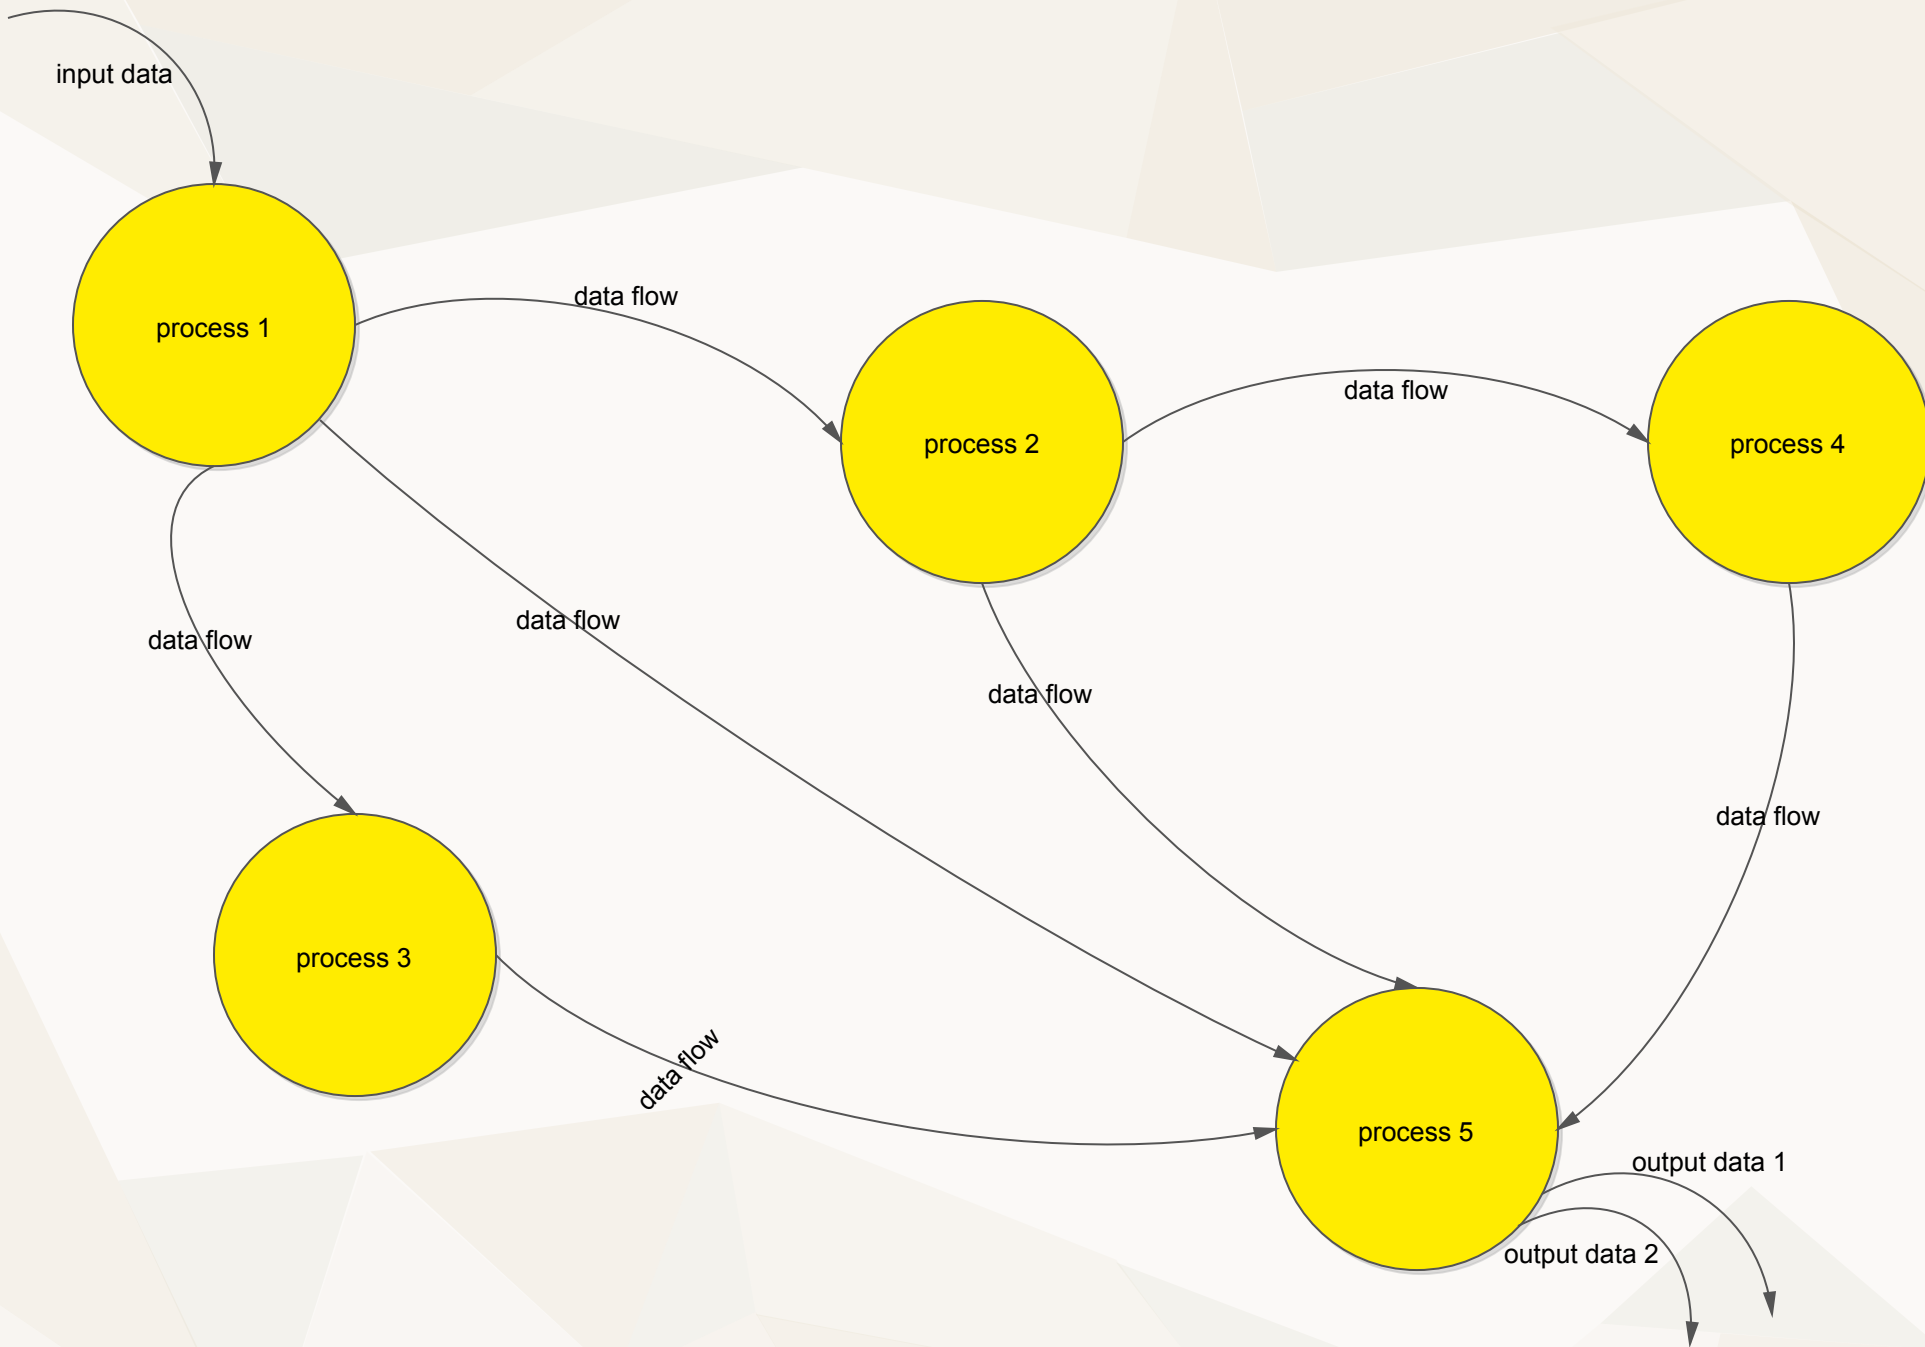 input data
process 1
data flow
process 2
data flow
process 4
data flow
data flow
data flow
data flow
process 3
data flow
process 5
output data 1
output data 2